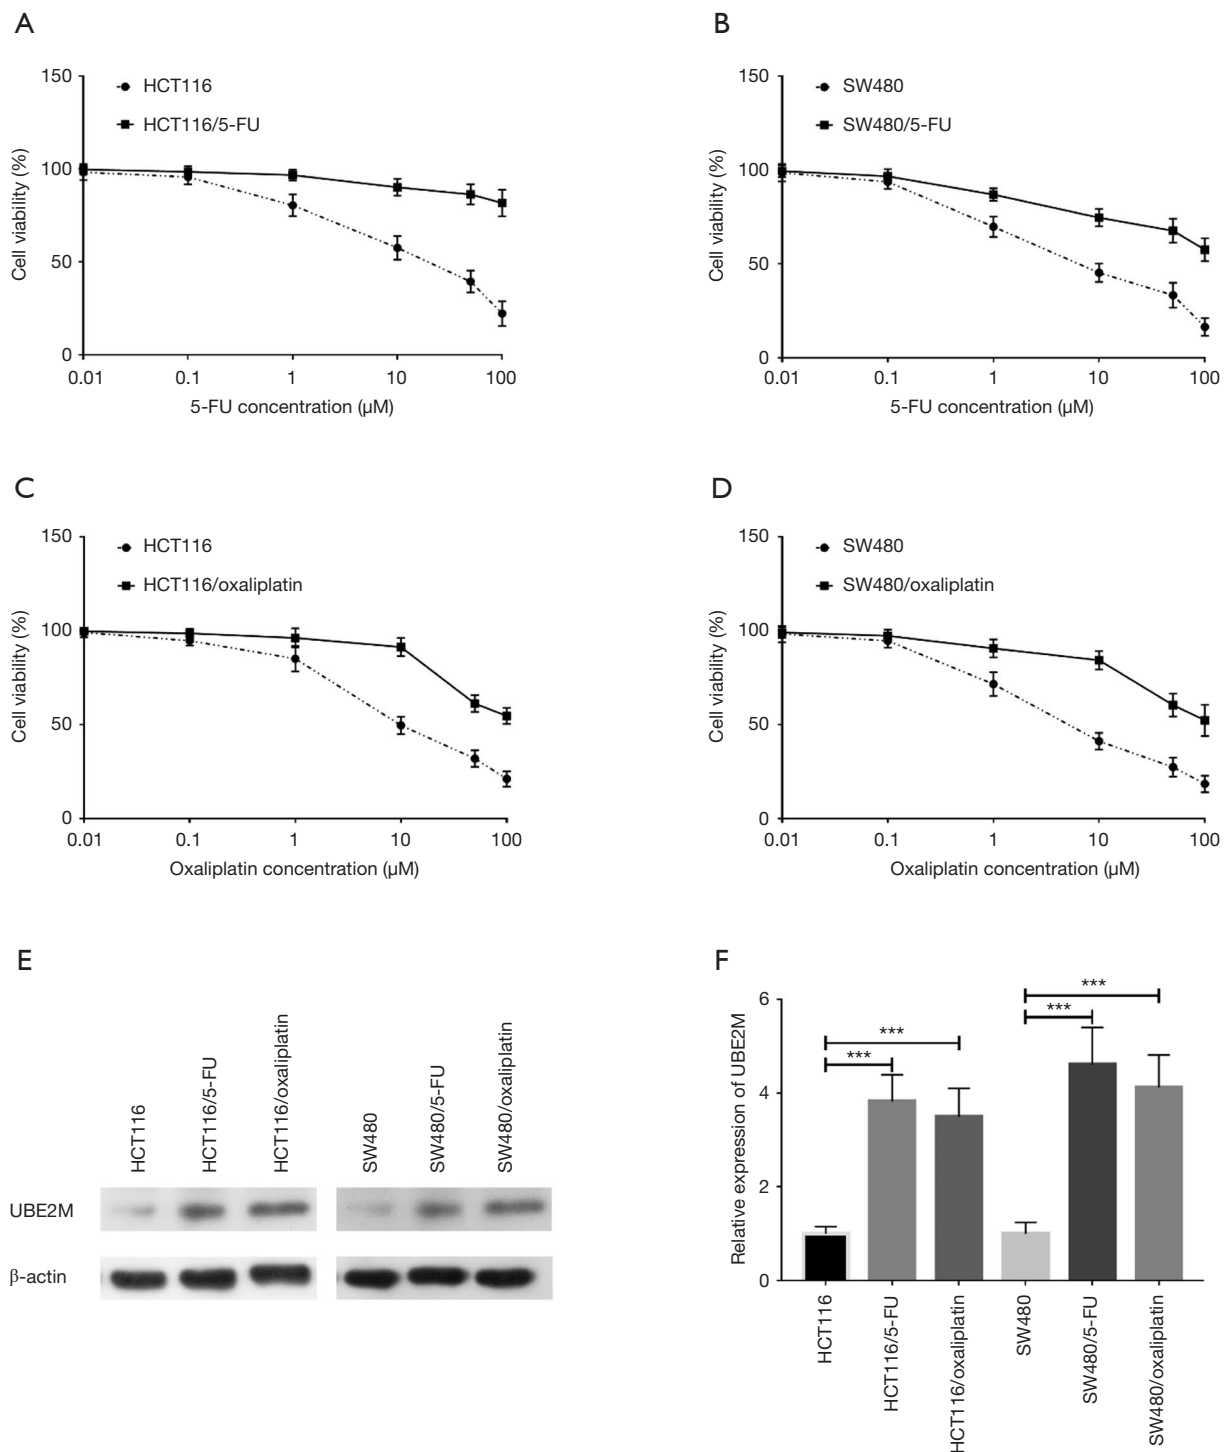 A
150
100
50
0
HCT116
HCT116/5-FU
Cell viability (%)
0.01 0.1 1 10 100
5-FU concentration (µM)
B
150
100
50
0
SW480
SW480/5-FU
Cell viability (%)
0.01 0.1 1 10 100
5-FU concentration (µM)
C
150
100
50
0
HCT116
HCT116/oxaliplatin
Cell viability (%)
0.01 0.1 1 10 100
Oxaliplatin concentration (µM)
D
150
100
50
0
SW480
SW480/oxaliplatin
Cell viability (%)
0.01 0.1 1 10 100
Oxaliplatin concentration (µM)
E
HCT116
HCT116/5-FU
HCT116/oxaliplatin
SW480
SW480/5-FU
SW480/oxaliplatin
UBE2M
β-actin
F
6
4
2
0
Relative expression of UBE2M
***
***
***
***
HCT116
HCT116/5-FU
HCT116/oxaliplatin
SW480
SW480/5-FU
SW480/oxaliplatin